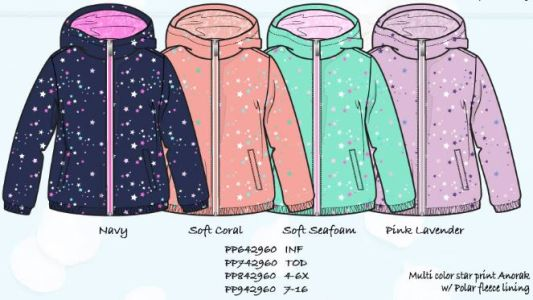 Navy Soft Coral Soft Seafoam Pink Lavender
PP642960 INF
PP742960 TOD
PP842960 4-6X
PP942960 7-16
Multi color star print Anorak
w/ Polar fleece lining